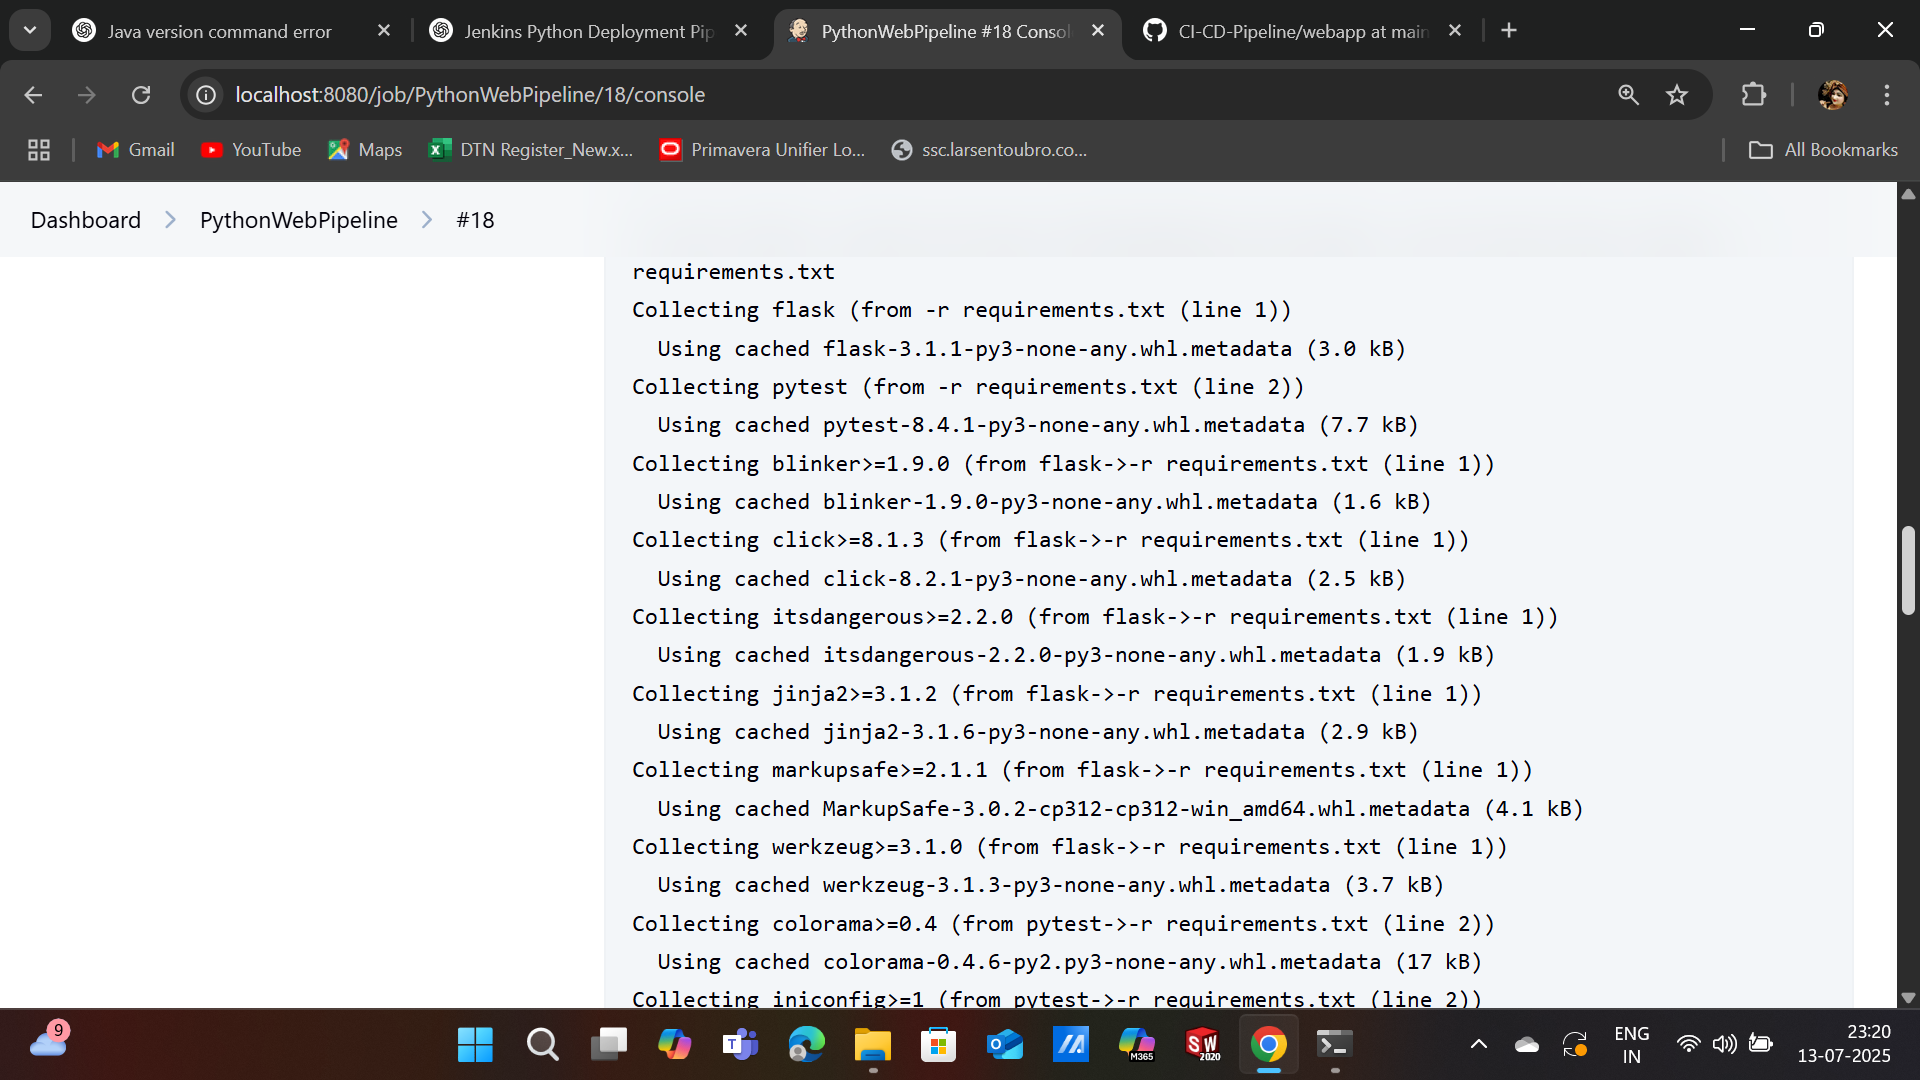 Java version command error
Jenkins Python Deployment Pip
PythonWebPipeline #18 Consol
CI-CD-Pipeline/webapp at main
localhost:8080/job/PythonWebPipeline/18/console
Gmail
YouTube
Maps
DTN Register_New.x...
Primavera Unifier Lo...
ssc.larsentoubro.co...
All Bookmarks
Dashboard
PythonWebPipeline
#18
requirements.txt
Collecting flask (from -r requirements.txt (line 1))
Using cached flask-3.1.1-py3-none-any.whl.metadata (3.0 kB)
Collecting pytest (from -r requirements.txt (line 2))
Using cached pytest-8.4.1-py3-none-any.whl.metadata (7.7 kB)
Collecting blinker>=1.9.0 (from flask->-r requirements.txt (line 1))
Using cached blinker-1.9.0-py3-none-any.whl.metadata (1.6 kB)
Collecting click>=8.1.3 (from flask->-r requirements.txt (line 1))
Using cached click-8.2.1-py3-none-any.whl.metadata (2.5 kB)
Collecting itsdangerous>=2.2.0 (from flask->-r requirements.txt (line 1))
Using cached itsdangerous-2.2.0-py3-none-any.whl.metadata (1.9 kB)
Collecting jinja2>=3.1.2 (from flask->-r requirements.txt (line 1))
Using cached jinja2-3.1.6-py3-none-any.whl.metadata (2.9 kB)
Collecting markupsafe>=2.1.1 (from flask->-r requirements.txt (line 1))
Using cached MarkupSafe-3.0.2-cp312-cp312-win_amd64.whl.metadata (4.1 kB)
Collecting werkzeug>=3.1.0 (from flask->-r requirements.txt (line 1))
Using cached werkzeug-3.1.3-py3-none-any.whl.metadata (3.7 kB)
Collecting colorama>=0.4 (from pytest->-r requirements.txt (line 2))
Using cached colorama-0.4.6-py2.py3-none-any.whl.metadata (17 kB)
Collecting iniconfig>=1 (from pytest->-r requirements.txt (line 2))
9
M365
SW
2020
ENG
IN
23:20
13-07-2025